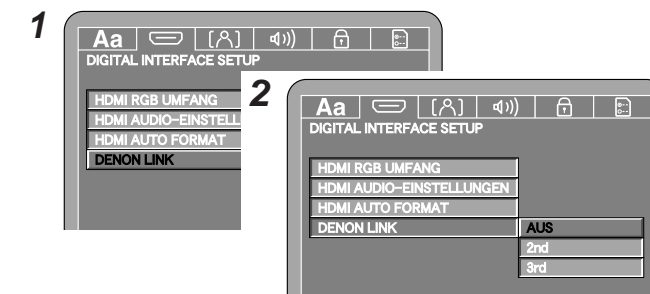 1
Aa
DIGITAL INTERFACE SETUP
HDMI RGB UMFANG
HDMI AUDIO-EINSTELL
HDMI AUTO FORMAT
DENON LINK
2
Aa
DIGITAL INTERFACE SETUP
HDMI RGB UMFANG
HDMI AUDIO-EINSTELLUNGEN
HDMI AUTO FORMAT
DENON LINK AUS
2nd
3rd